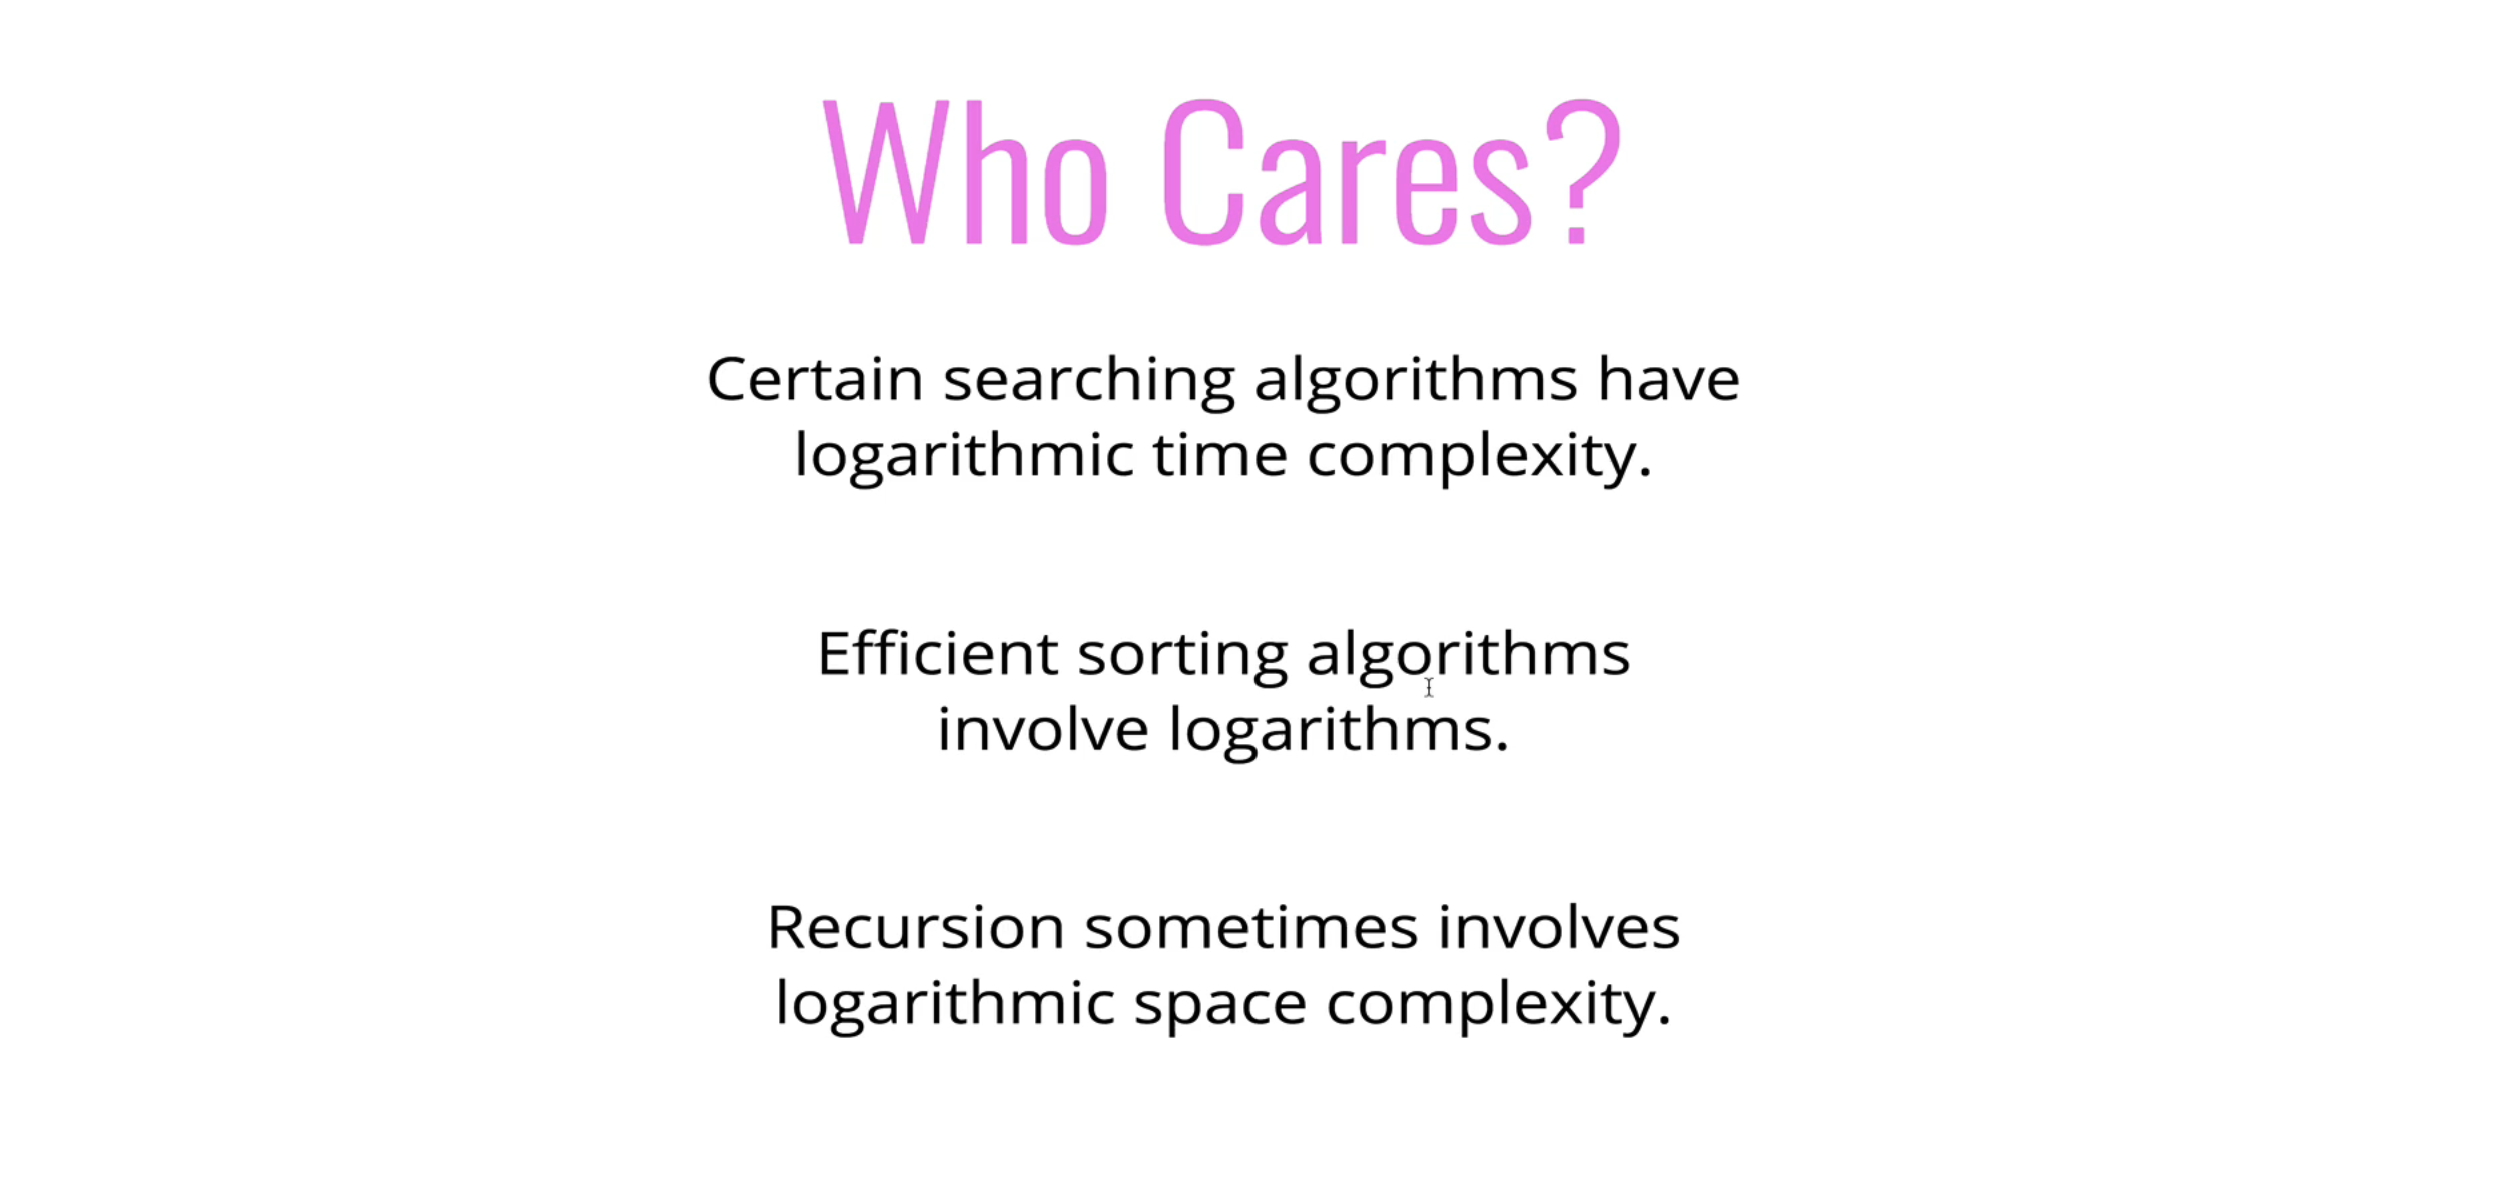 Who Cares?
Certain searching algorithms have
logarithmic time complexity.
Efficient sorting algorithms
involve logarithms.
Recursion sometimes involves
logarithmic space complexity.